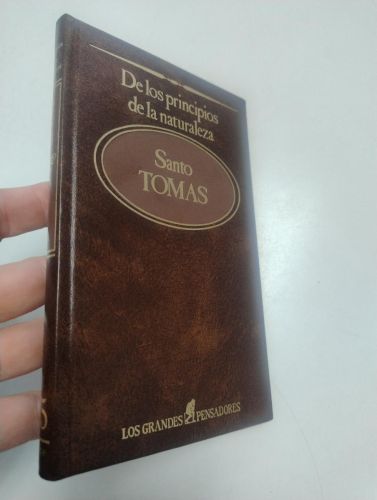 De los principios
de la naturaleza
Santo
TOMAS
LOS GRANDES PENSADORES